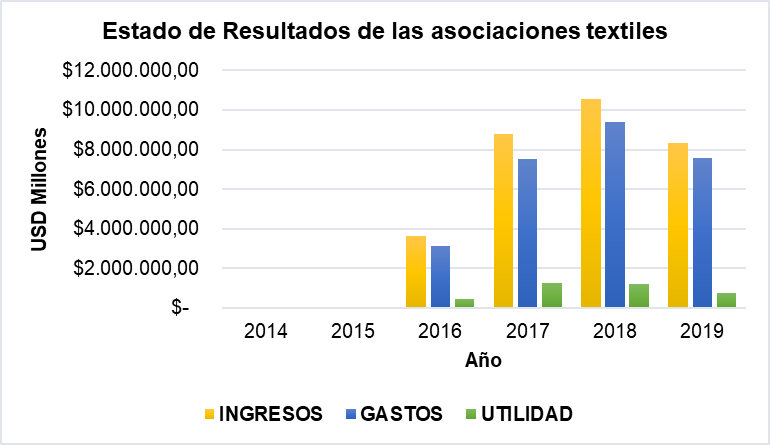 Estado de Resultados de las asociaciones textiles
$12.000.000,00
$10.000.000,00
$8.000.000,00
$6.000.000,00
$4.000.000,00
$2.000.000,00
$-
USD Millones
2014 2015 2016 2017 2018 2019
Año
INGRESOS GASTOS UTILIDAD